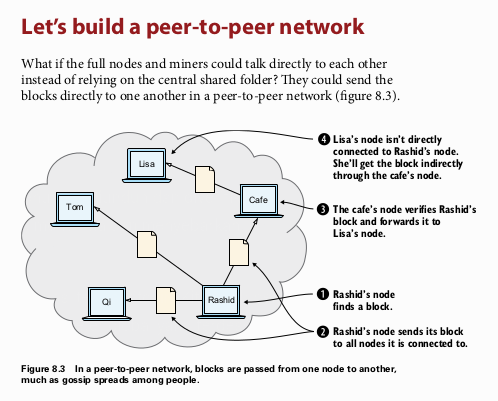 Let's build a peer-to-peer network
What if the full nodes and miners could talk directly to each other
instead of relying on the central shared folder? They could send the
blocks directly to one another in a peer-to-peer network (figure 8.3).
Lisa
Tom
Cafe
Qi
Rashid
4 Lisa's node isn't directly
connected to Rashid's node.
She'll get the block indirectly
through the cafe's node.
3 The cafe's node verifies Rashid's
block and forwards it to
Lisa's node.
1 Rashid's node
finds a block.
2 Rashid's node sends its block
to all nodes it is connected to.
Figure 8.3 In a peer-to-peer network, blocks are passed from one node to another,
much as gossip spreads among people.